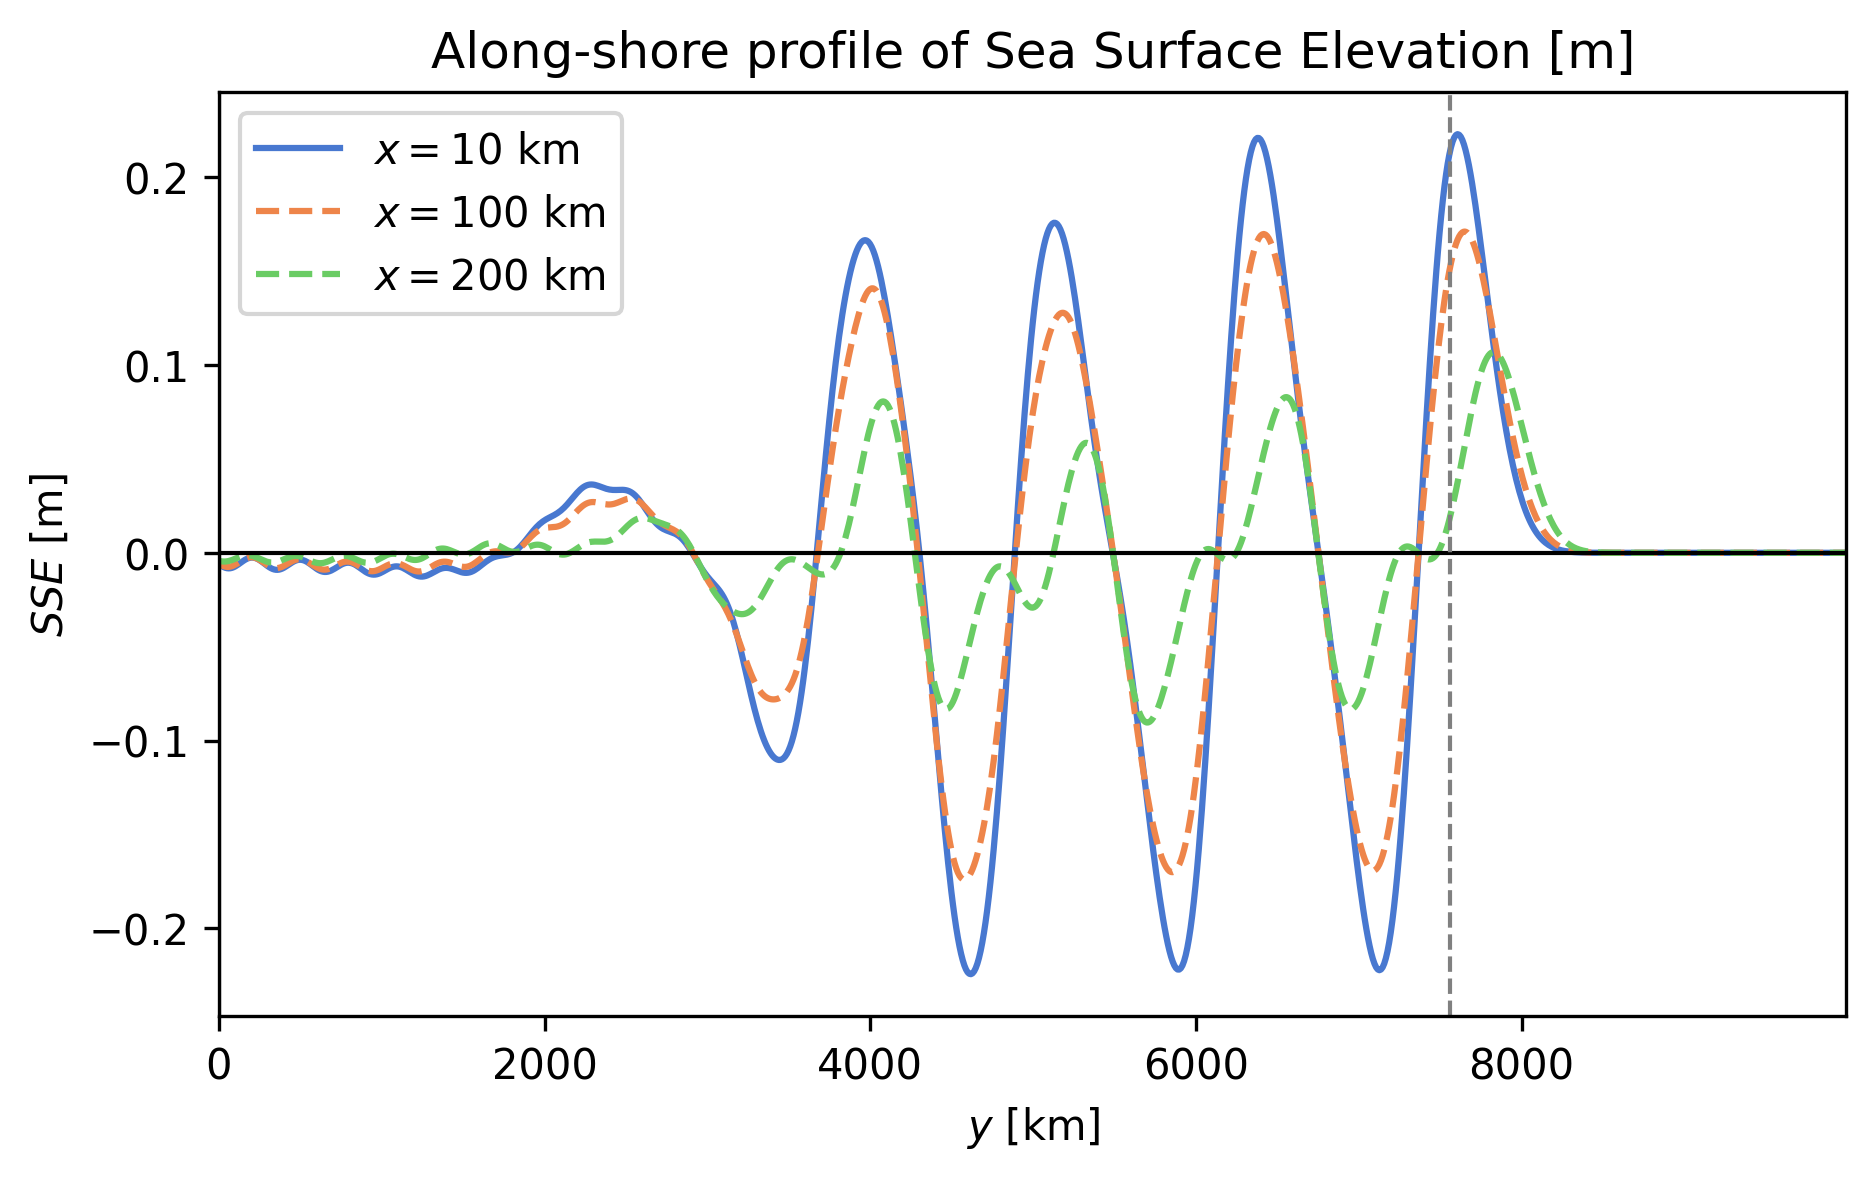 Along-shore profile of Sea Surface Elevation [m]
x = 10 km
x = 100 km
x = 200 km
0.2
0.1
0.0
−0.1
−0.2
SSE [m]
0 2000 4000 6000 8000
y [km]